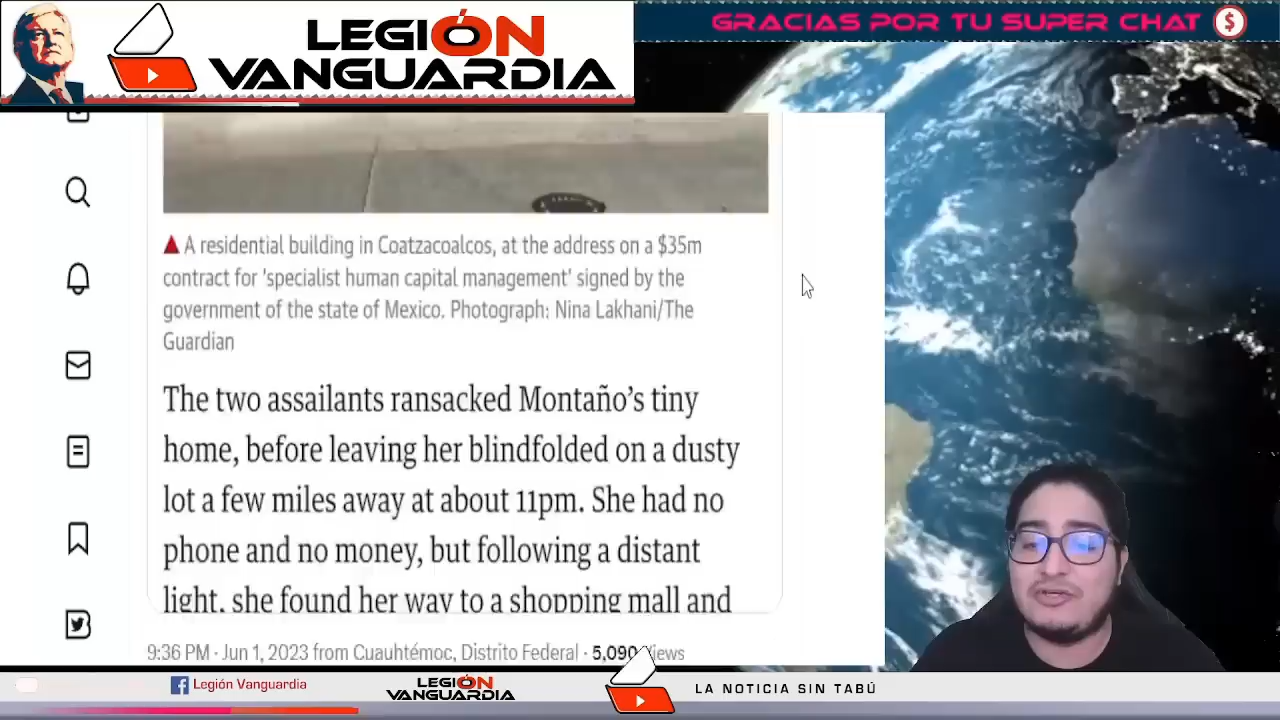 LEGIÓN
VANGUARDIA
GRACIAS POR TU SUPER CHAT
$
A residential building in Coatzacoalcos, at the address on a $35m
contract for 'specialist human capital management' signed by the
government of the state of Mexico. Photograph: Nina Lakhani/The
Guardian
The two assailants ransacked Montaño's tiny
home, before leaving her blindfolded on a dusty
lot a few miles away at about 11pm. She had no
phone and no money, but following a distant
light, she found her way to a shopping mall and
9:36 PM · Jun 1, 2023 from Cuauhtémoc, Distrito Federal · 5,090 Views
Legión Vanguardia
LEGIÓN
VANGUARDIA
LA NOTICIA SIN TABÚ